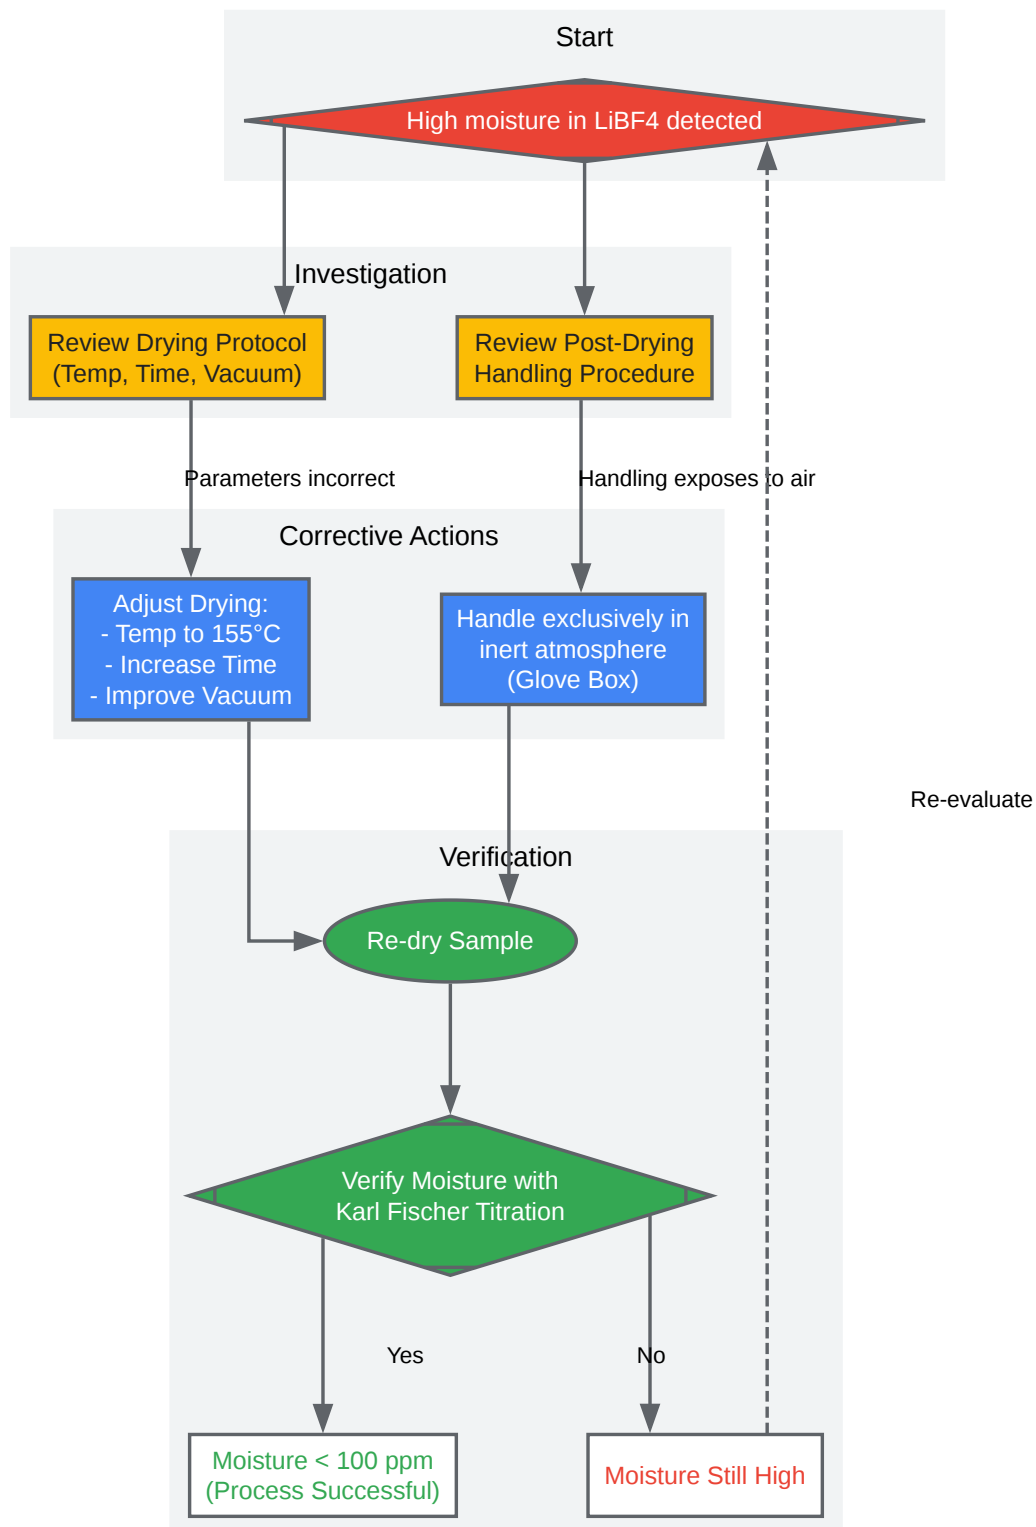 Start
High moisture in LiBF4 detected
Investigation
Review Drying Protocol
(Temp, Time, Vacuum)
Review Post-Drying
Handling Procedure
Parameters incorrect
Handling exposes to air
Corrective Actions
Adjust Drying:
- Temp to 155°C
- Increase Time
- Improve Vacuum
Handle exclusively in
inert atmosphere
(Glove Box)
Re-evaluate
Verification
Re-dry Sample
Verify Moisture with
Karl Fischer Titration
Yes
No
Moisture < 100 ppm
(Process Successful)
Moisture Still High